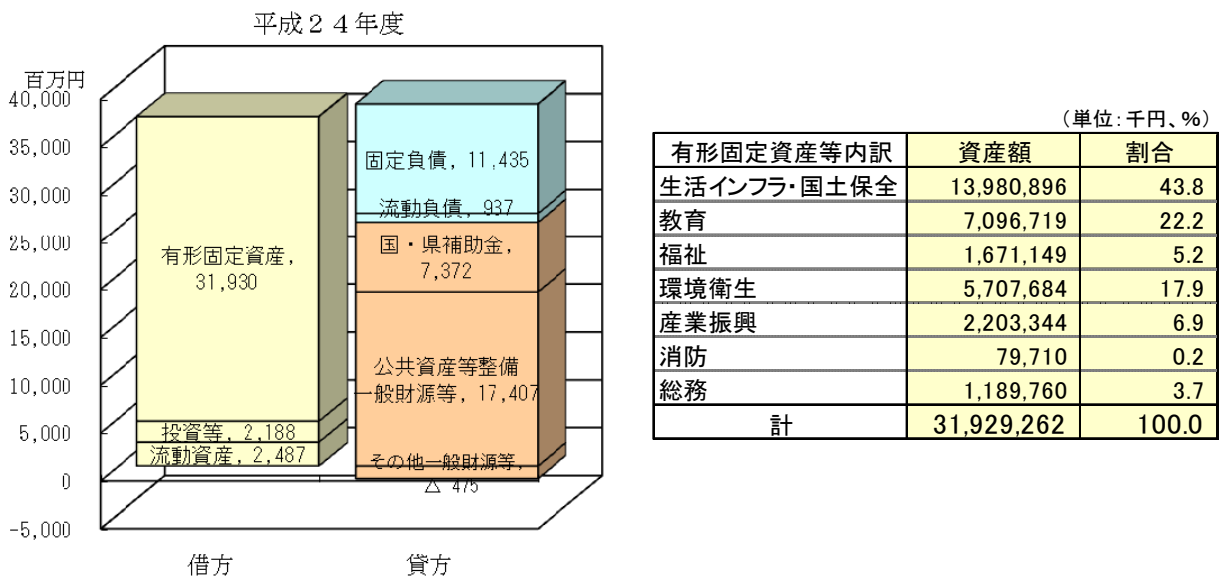 平成２４年度
百万円
40,000
35,000
30,000
25,000
20,000
15,000
10,000
5,000
0
-5,000
有形固定資産,
31,930
投資等, 2,188
流動資産, 2,487
固定負債, 11,435
流動負債, 937
国・県補助金,
7,372
公共資産等整備
一般財源等, 17,407
その他一般財源等,
△ 475
借方
貸方
（単位：千円、％）
有形固定資産等内訳 資産額 割合
生活インフラ・国土保全 13,980,896 43.8
教育 7,096,719 22.2
福祉 1,671,149 5.2
環境衛生 5,707,684 17.9
産業振興 2,203,344 6.9
消防 79,710 0.2
総務 1,189,760 3.7
計 31,929,262 100.0